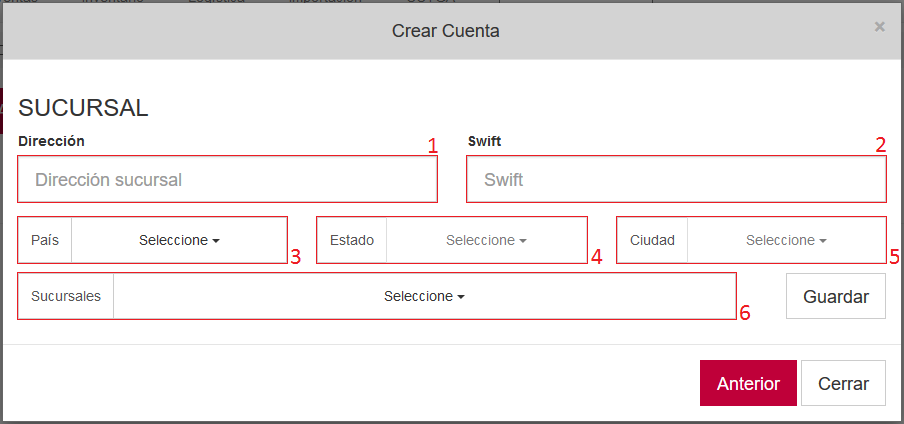 Crear Cuenta ×
SUCURSAL
Dirección 1 Swift 2
Dirección sucursal Swift
País Seleccione 3 Estado Seleccione 4 Ciudad Seleccione 5
Sucursales Seleccione 6 Guardar
Anterior Cerrar